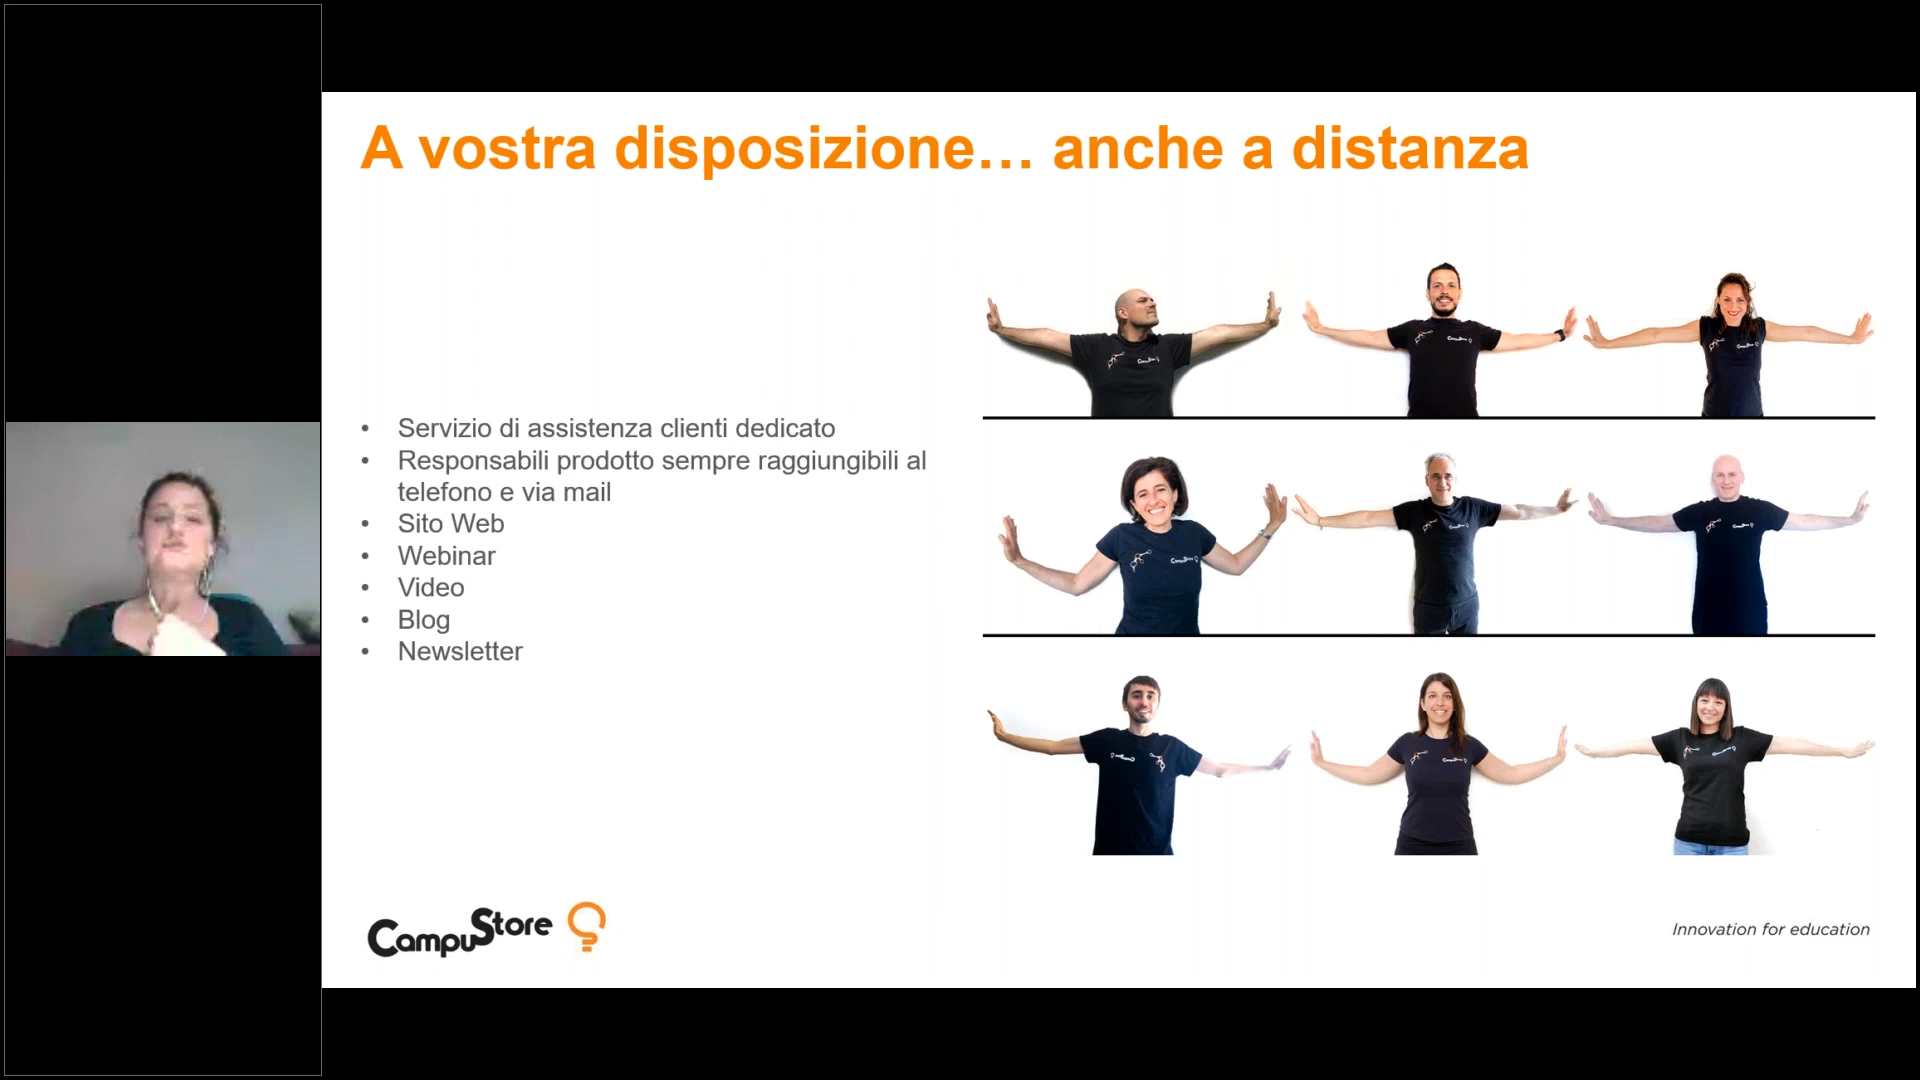 A vostra disposizione… anche a distanza
• Servizio di assistenza clienti dedicato
• Responsabili prodotto sempre raggiungibili al
telefono e via mail
• Sito Web
• Webinar
• Video
• Blog
• Newsletter
CampuStore
Innovation for education